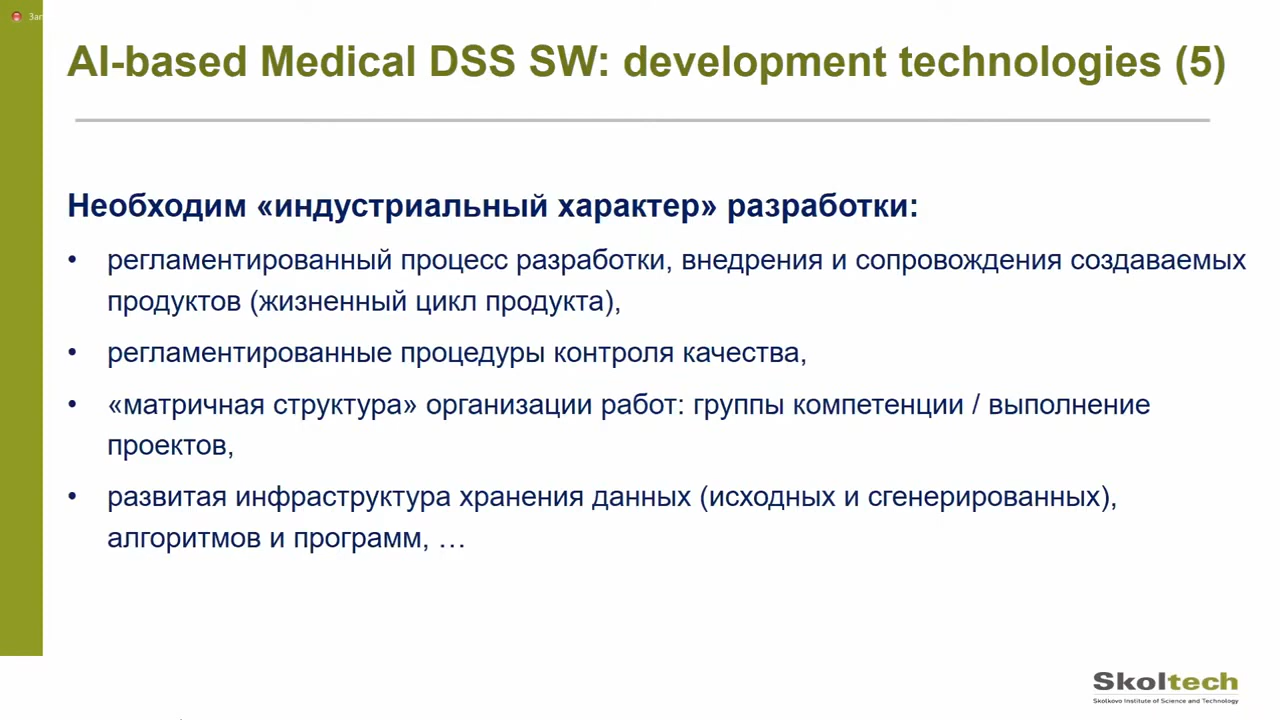 Зап
AI-based Medical DSS SW: development technologies (5)
Необходим «индустриальный характер» разработки:
• регламентированный процесс разработки, внедрения и сопровождения создаваемых
продуктов (жизненный цикл продукта),
• регламентированные процедуры контроля качества,
• «матричная структура» организации работ: группы компетенции / выполнение
проектов,
• развитая инфраструктура хранения данных (исходных и сгенерированных),
алгоритмов и программ, …
Skoltech
Skolkovo Institute of Science and Technology